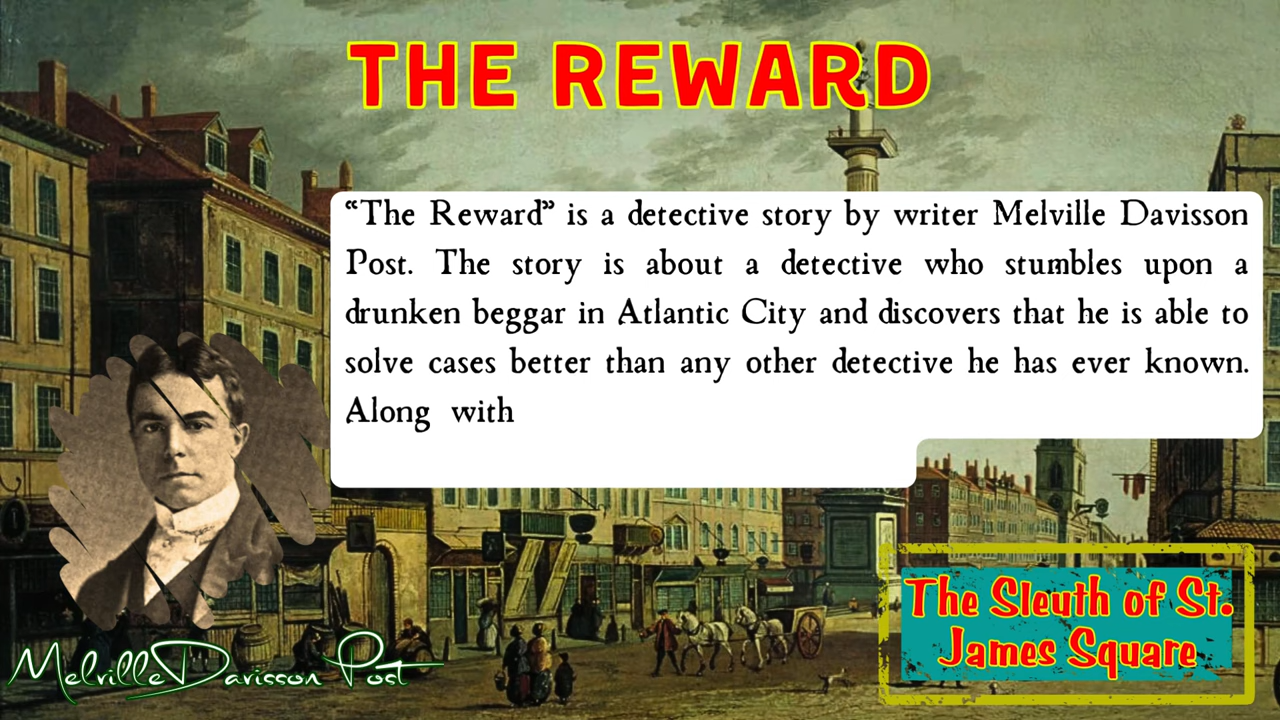 THE REWARD
“The Reward” is a detective story by writer Melville Davisson
Post. The story is about a detective who stumbles upon a
drunken beggar in Atlantic City and discovers that he is able to
solve cases better than any other detective he has ever known.
Along with
Melville Davisson Post
The Sleuth of St.
James Square